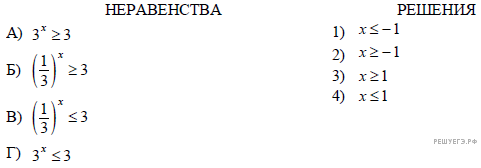 НЕРАВЕНСТВА РЕШЕНИЯ
А) 3^x ≥ 3
1) x ≤ −1
Б) (1/3)^x ≥ 3
2) x ≥ −1
В) (1/3)^x ≤ 3
3) x ≥ 1
Г) 3^x ≤ 3
4) x ≤ 1
РЕШУЕГЭ.РФ